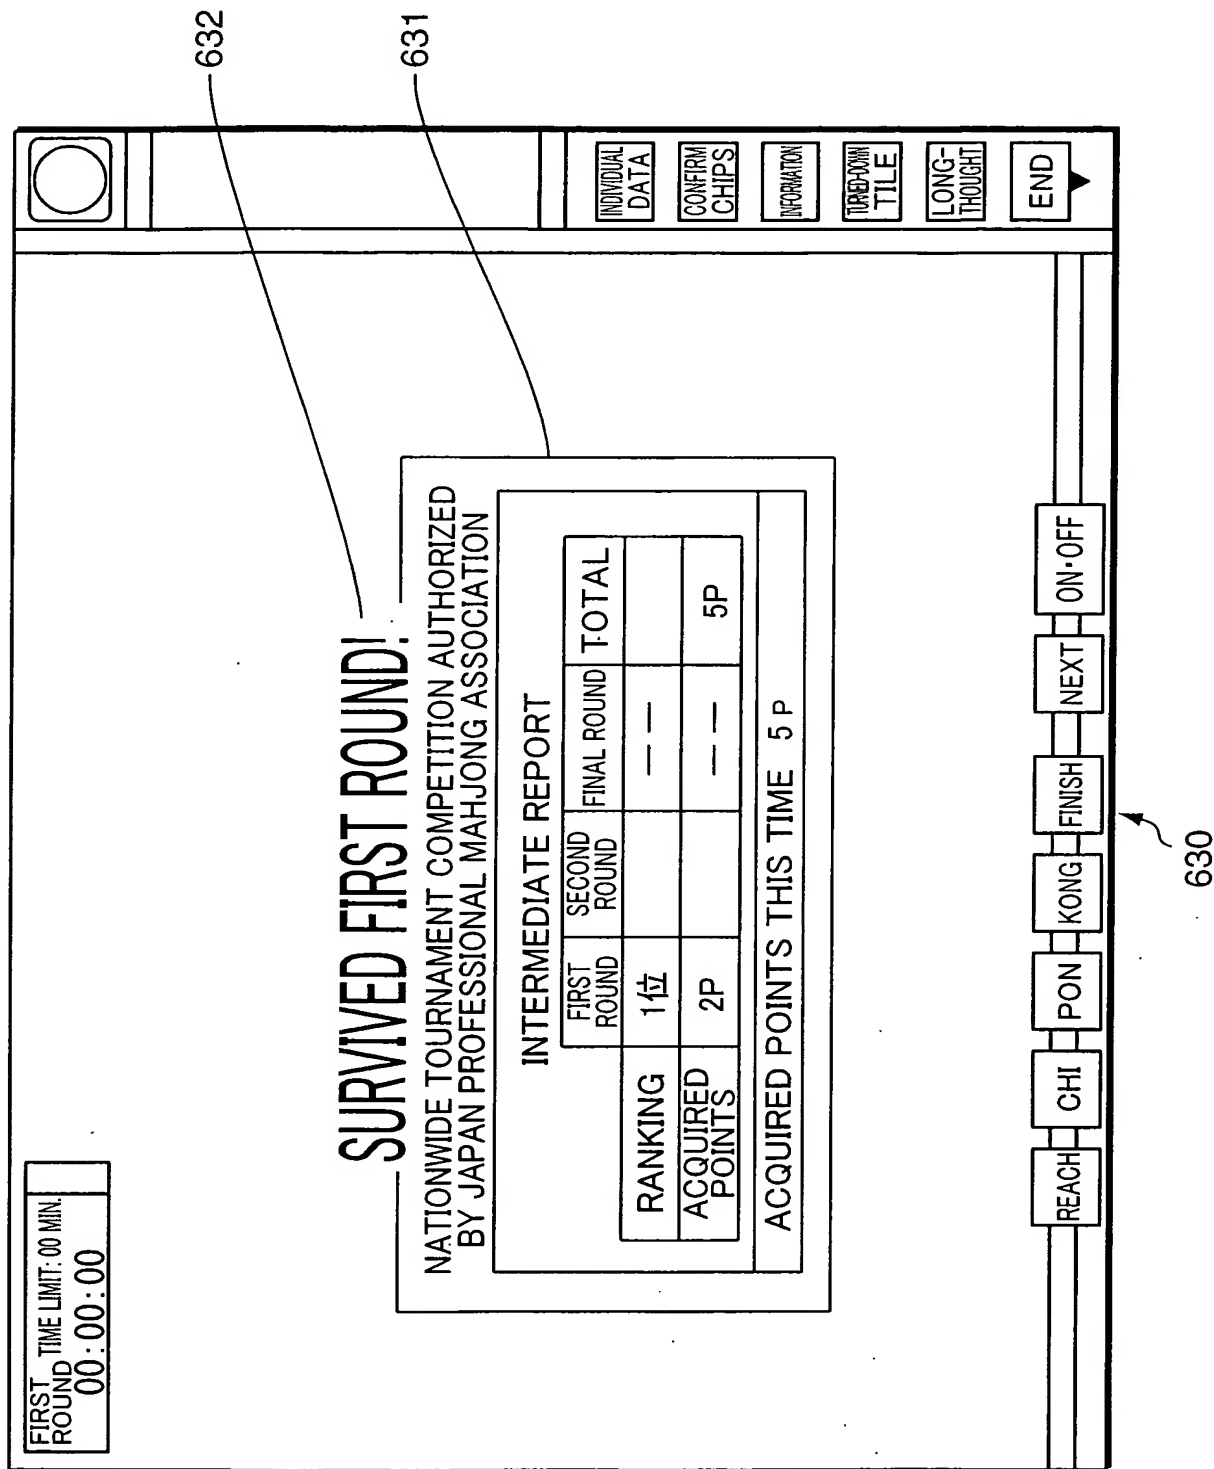 FIRST ROUND TIME LIMIT: 00 MIN.
00:00:00
SURVIVED FIRST ROUND!
632
631
NATIONWIDE TOURNAMENT COMPETITION AUTHORIZED
BY JAPAN PROFESSIONAL MAHJONG ASSOCIATION
INTERMEDIATE REPORT
FIRST ROUND SECOND ROUND FINAL ROUND TOTAL
RANKING 1位 — —
ACQUIRED POINTS 2P — — 5P
ACQUIRED POINTS THIS TIME 5P
INDIVIDUAL DATA
CONFIRM CHIPS
INFORMATION
TURNED-DOWN TILE
LONG-THOUGHT
END
REACH CHI PON KONG FINISH NEXT ON·OFF
630